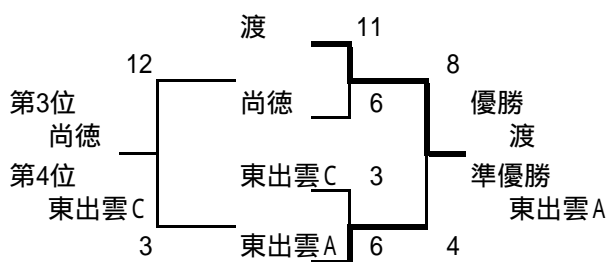 渡 11
12 8
第3位 尚徳 6 優勝
尚徳 渡
第4位 東出雲C 3 準優勝
東出雲C 東出雲A
3 東出雲A 6 4